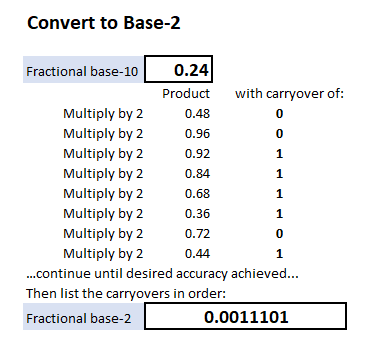 Convert to Base-2
Fractional base-10 0.24
Product with carryover of:
Multiply by 2 0.48 0
Multiply by 2 0.96 0
Multiply by 2 0.92 1
Multiply by 2 0.84 1
Multiply by 2 0.68 1
Multiply by 2 0.36 1
Multiply by 2 0.72 0
Multiply by 2 0.44 1
...continue until desired accuracy achieved...
Then list the carryovers in order:
Fractional base-2 0.0011101